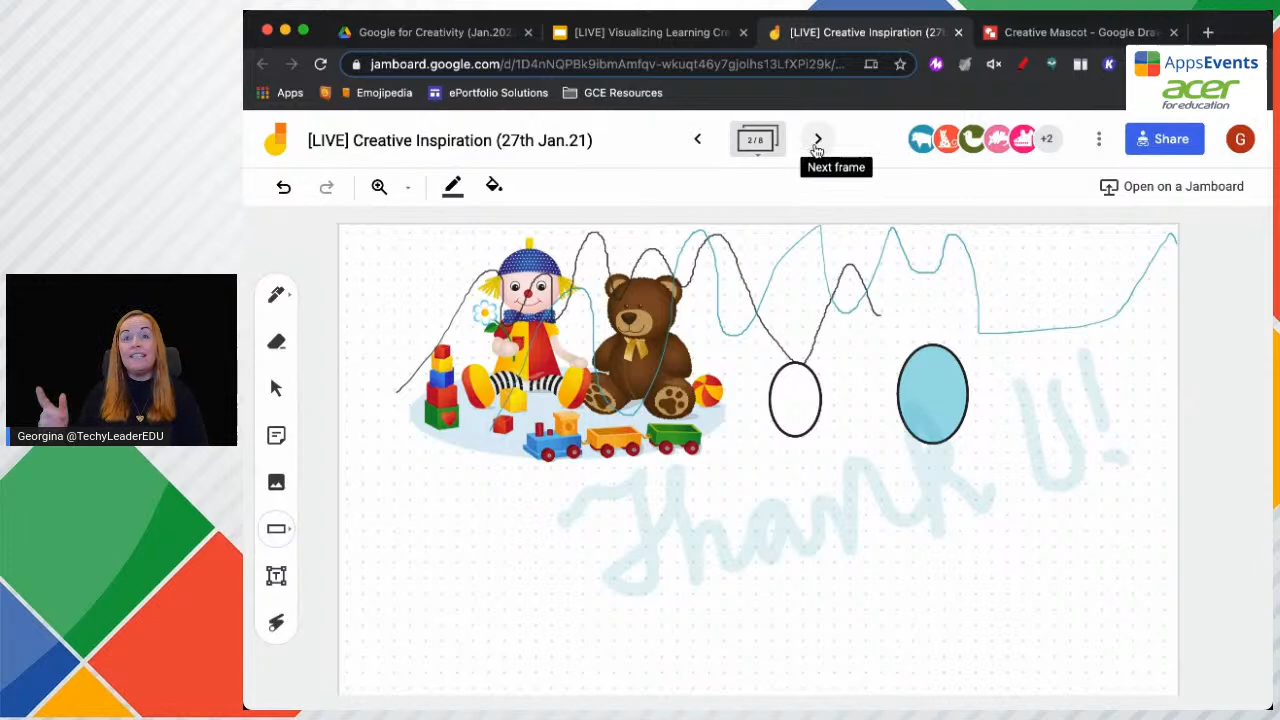 Google for Creativity (Jan.202
[LIVE] Visualizing Learning Cr
[LIVE] Creative Inspiration (27t
Creative Mascot - Google Dra
jamboard.google.com/d/1D4nNQPBk9ibmAmfqv-wkuqt46y7gjolhs13LfXPi29k/...
AppsEvents
acer
for education
Apps
Emojipedia
ePortfolio Solutions
GCE Resources
K
[LIVE] Creative Inspiration (27th Jan.21)
2/8
+2
Share
G
Next frame
Open on a Jamboard
Thank U!
T
Georgina @TechyLeaderEDU